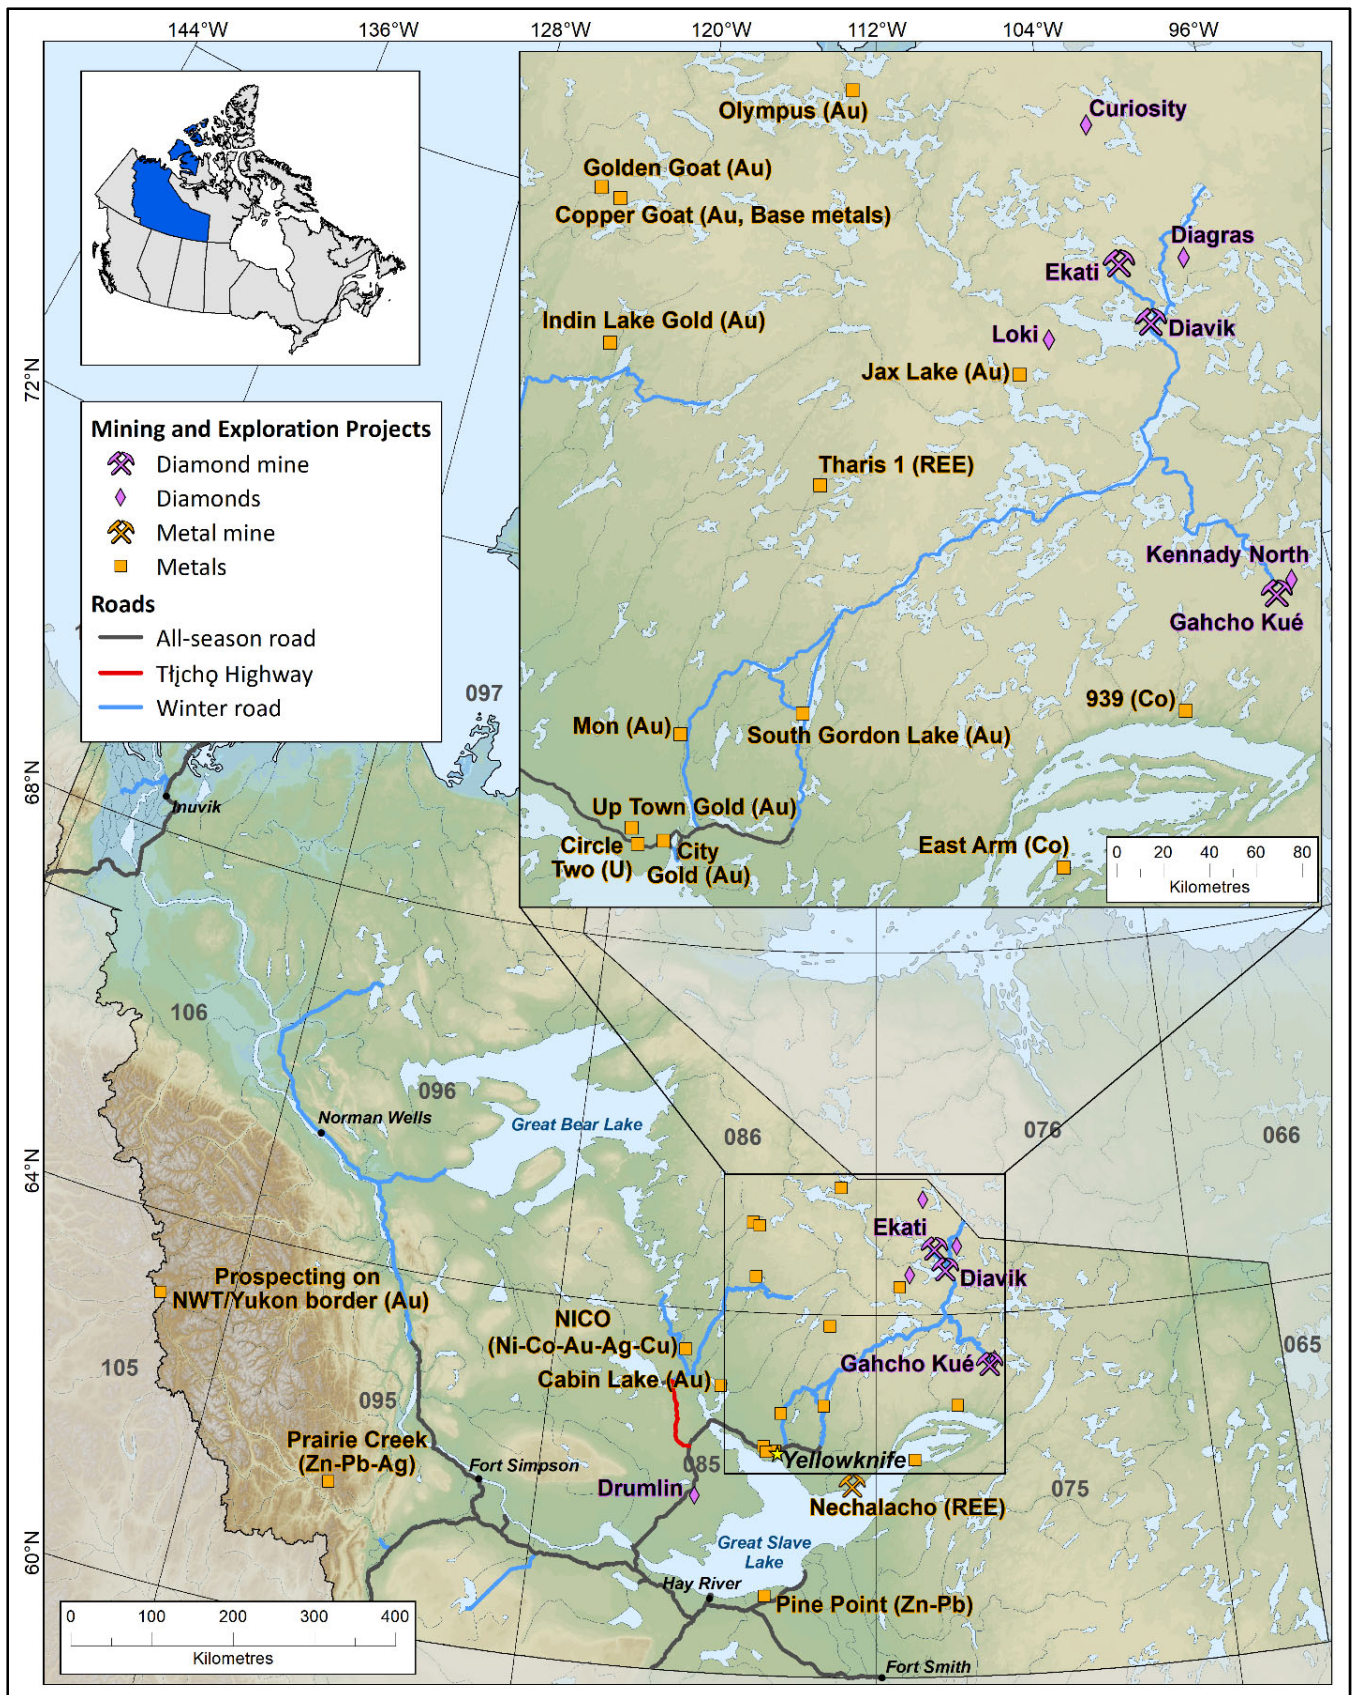 144°W
136°W
128°W
120°W
112°W
104°W
96°W
72°N
68°N
64°N
60°N
Mining and Exploration Projects
Diamond mine
Diamonds
Metal mine
Metals
Roads
All-season road
Tłı̨chǫ Highway
Winter road
Olympus (Au)
Curiosity
Golden Goat (Au)
Copper Goat (Au, Base metals)
Diagras
Ekati
Indin Lake Gold (Au)
Loki
Diavik
Jax Lake (Au)
Tharis 1 (REE)
Kennady North
Gahcho Kué
939 (Co)
Mon (Au)
South Gordon Lake (Au)
Up Town Gold (Au)
Circle
Two (U)
City
Gold (Au)
East Arm (Co)
0 20 40 60 80
Kilometres
097
Inuvik
106
096
Norman Wells
Great Bear Lake
086
076
066
Ekati
Diavik
Prospecting on
NWT/Yukon border (Au)
NICO
(Ni-Co-Au-Ag-Cu)
Gahcho Kué
065
105
Cabin Lake (Au)
095
Prairie Creek
(Zn-Pb-Ag)
Fort Simpson
085
Yellowknife
Drumlin
075
Nechalacho (REE)
Great Slave
Lake
Hay River
Pine Point (Zn-Pb)
0 100 200 300 400
Kilometres
Fort Smith